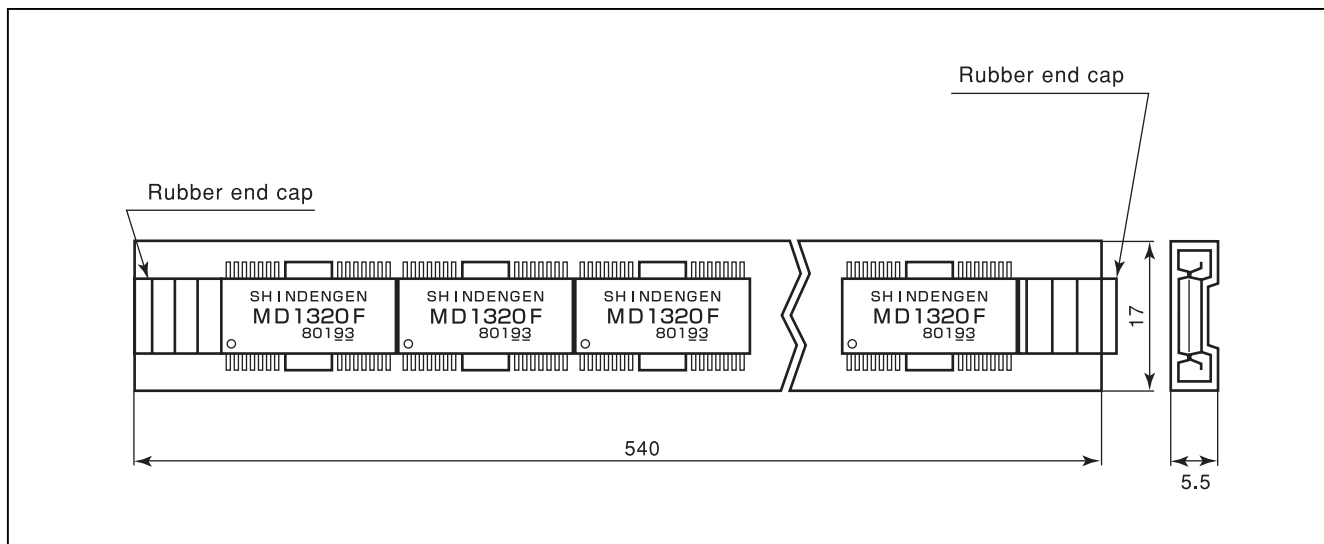 Rubber end cap
Rubber end cap
SHINDENGEN
MD1320F
80193
SHINDENGEN
MD1320F
80193
SHINDENGEN
MD1320F
80193
SHINDENGEN
MD1320F
80193
17
540
5.5